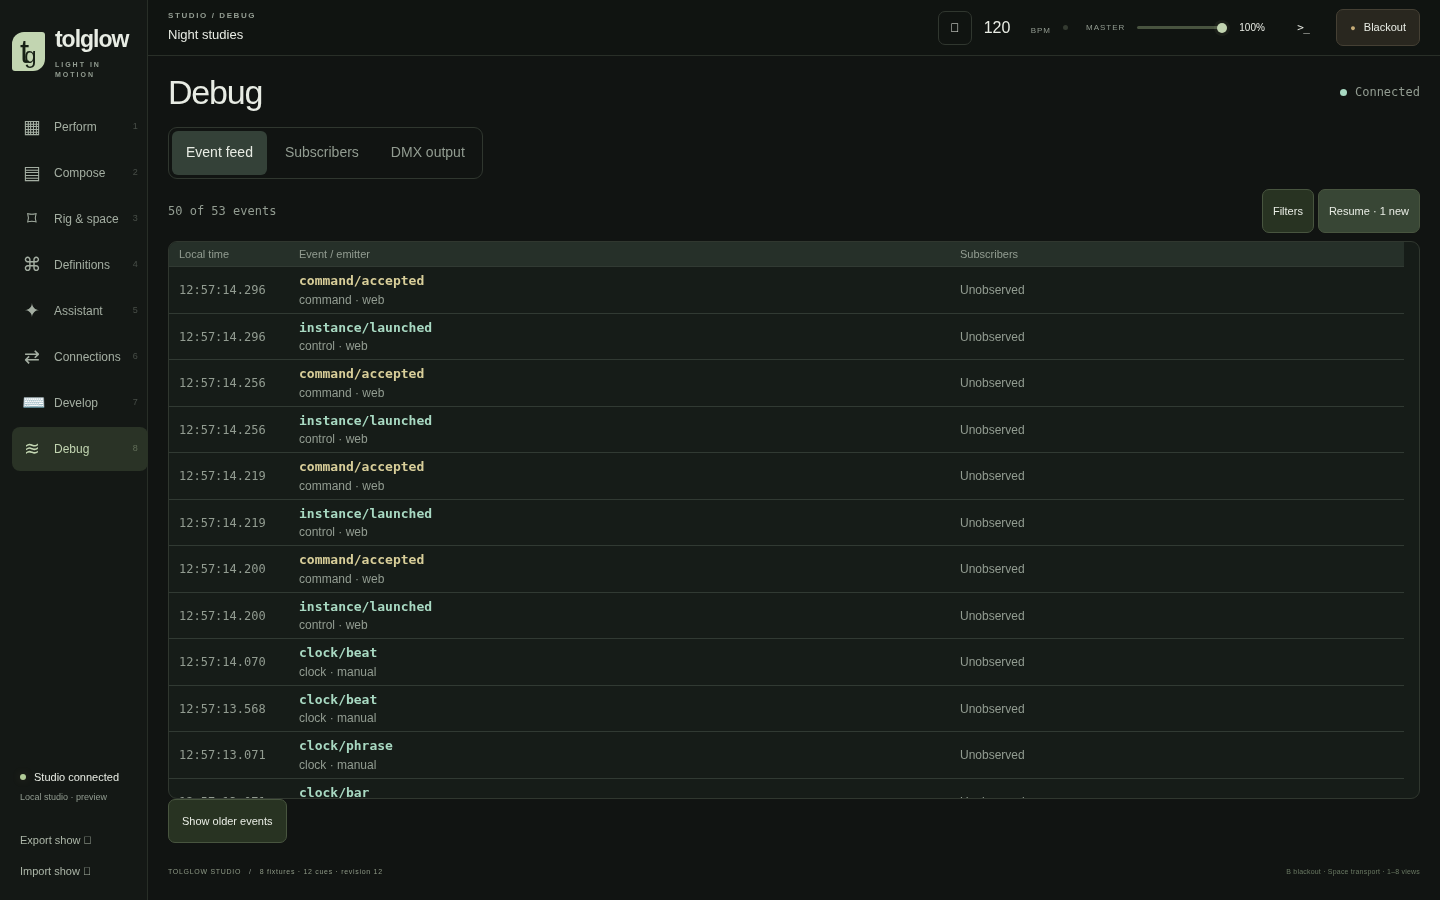 STUDIO / DEBUG
Night studies
120 BPM
MASTER
100%
>_
Blackout
tg
tolglow
LIGHT IN
MOTION
Perform 1
Compose 2
Rig & space 3
Definitions 4
Assistant 5
Connections 6
Develop 7
Debug 8
Studio connected
Local studio · preview
Export show
Import show
Debug
Connected
Event feed
Subscribers
DMX output
50 of 53 events
Filters
Resume · 1 new
Local time Event / emitter Subscribers
12:57:14.296 command/accepted Unobserved
command · web
12:57:14.296 instance/launched Unobserved
control · web
12:57:14.256 command/accepted Unobserved
command · web
12:57:14.256 instance/launched Unobserved
control · web
12:57:14.219 command/accepted Unobserved
command · web
12:57:14.219 instance/launched Unobserved
control · web
12:57:14.200 command/accepted Unobserved
command · web
12:57:14.200 instance/launched Unobserved
control · web
12:57:14.070 clock/beat Unobserved
clock · manual
12:57:13.568 clock/beat Unobserved
clock · manual
12:57:13.071 clock/phrase Unobserved
clock · manual
clock/bar
Show older events
TOLGLOW STUDIO / 8 fixtures · 12 cues · revision 12
B blackout · Space transport · 1–8 views